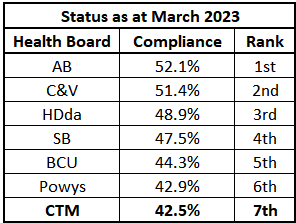 Status as at March 2023
Health Board Compliance Rank
AB 52.1% 1st
C&V 51.4% 2nd
HDda 48.9% 3rd
SB 47.5% 4th
BCU 44.3% 5th
Powys 42.9% 6th
CTM 42.5% 7th